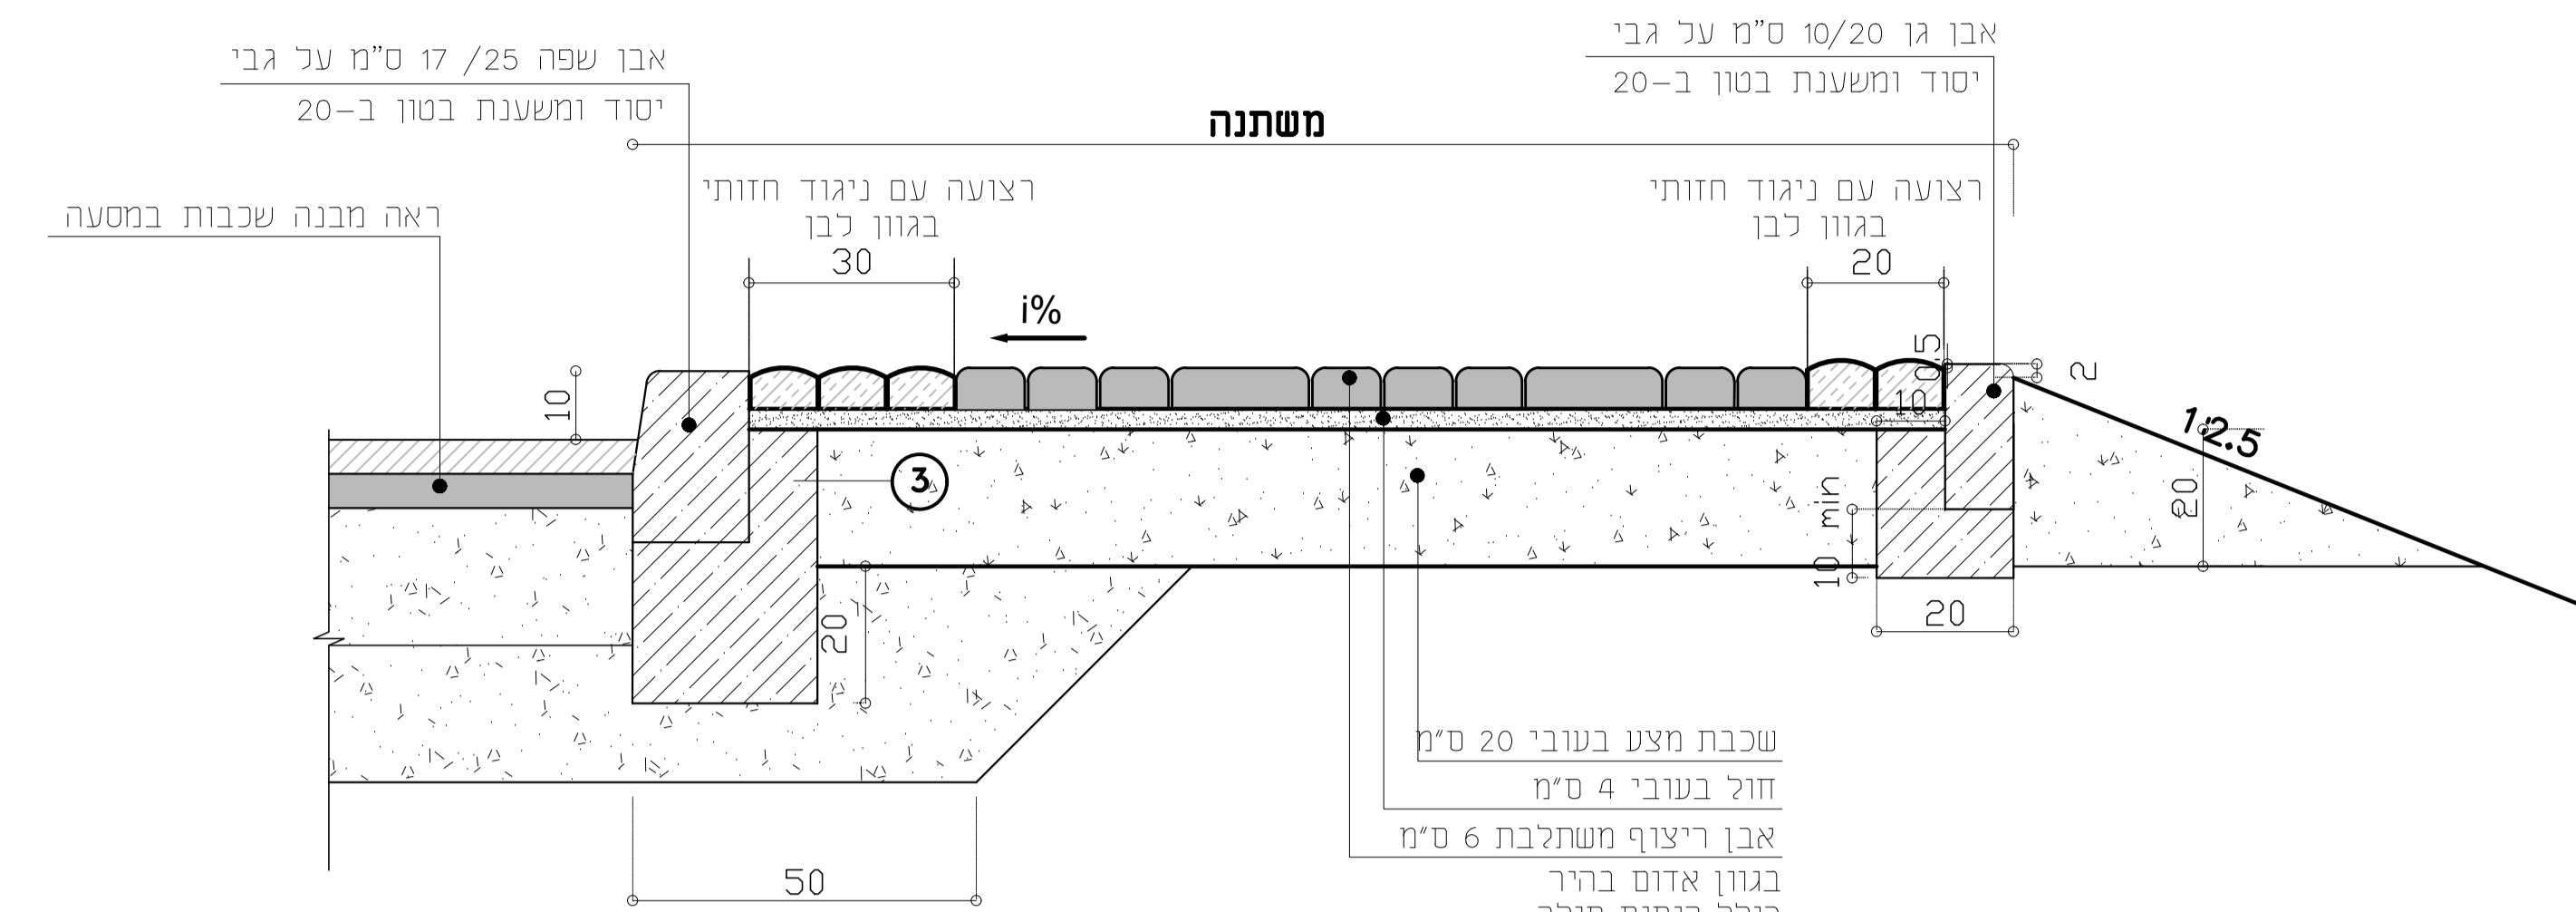 אבן גן 10/20 ס"מ על גבי
יסוד ומשענת בטון ב-20
אבן שפה 25/ 17 ס"מ על גבי
יסוד ומשענת בטון ב-20
משתנה
רצועה עם ניגוד חזותי
בגוון לבן
20
רצועה עם ניגוד חזותי
בגוון לבן
30
ראה מבנה שכבות במסעה
i%
10
0.5
2
10
1:2.5
20
3
min
10
20
20
שכבת מצע בעובי 20 ס"מ
חול בעובי 4 ס"מ
אבן ריצוף משתלבת 6 ס"מ
בגוון אדום בהיר
50